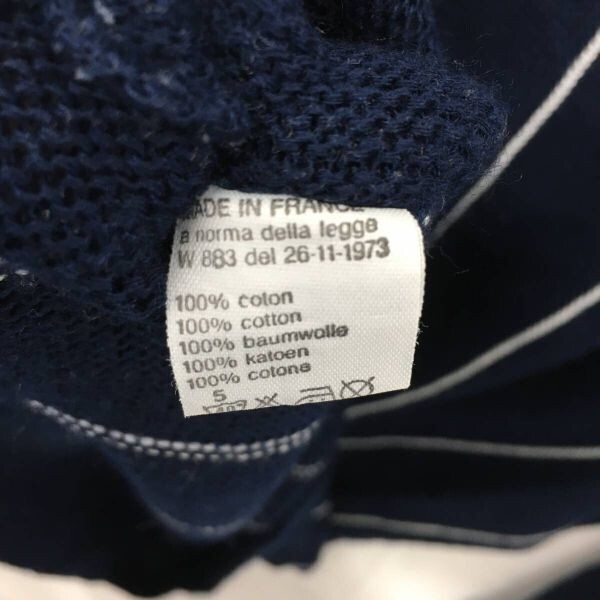 MADE IN FRANCE
a norma della legge
W 883 del 26-11-1973
100% coton
100% cotton
100% baumwolle
100% katoen
100% cotone
5